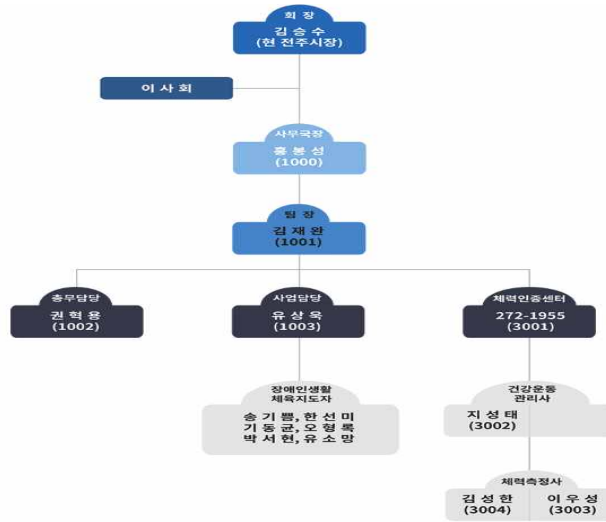 회 장
김 승 수
(현 전주시장)
이 사 회
사무국장
홍 봉 성
(1000)
팀 장
김 재 완
(1001)
총무담당
권 혁 용
(1002)
사업담당
유 상 욱
(1003)
체력인증센터
272-1955
(3001)
장애인생활
체육지도자
송 기 쁨, 한 선 미
기 동 균, 오 형 록
박 서 현, 유 소 망
건강운동
관리사
지 성 태
(3002)
체력측정사
김 성 한
(3004)
이 우 성
(3003)